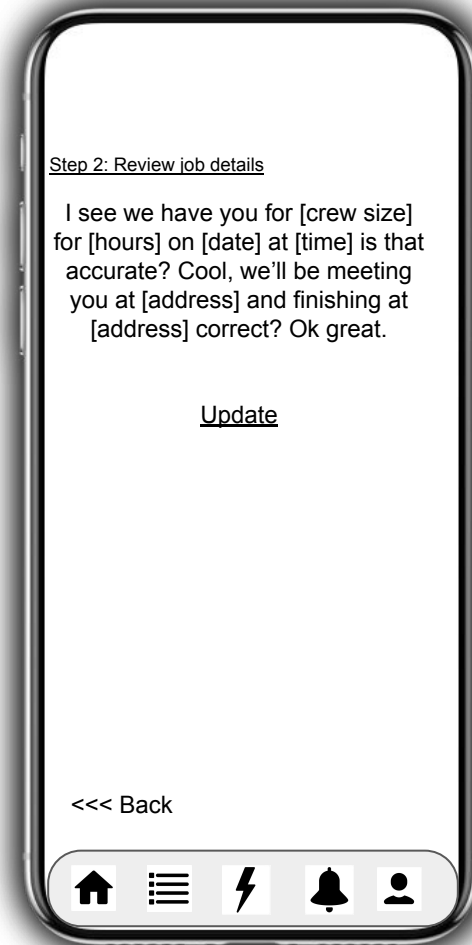 Step 2: Review job details
I see we have you for [crew size]
for [hours] on [date] at [time] is that
accurate? Cool, we’ll be meeting
you at [address] and finishing at
[address] correct? Ok great.
Update
<<< Back